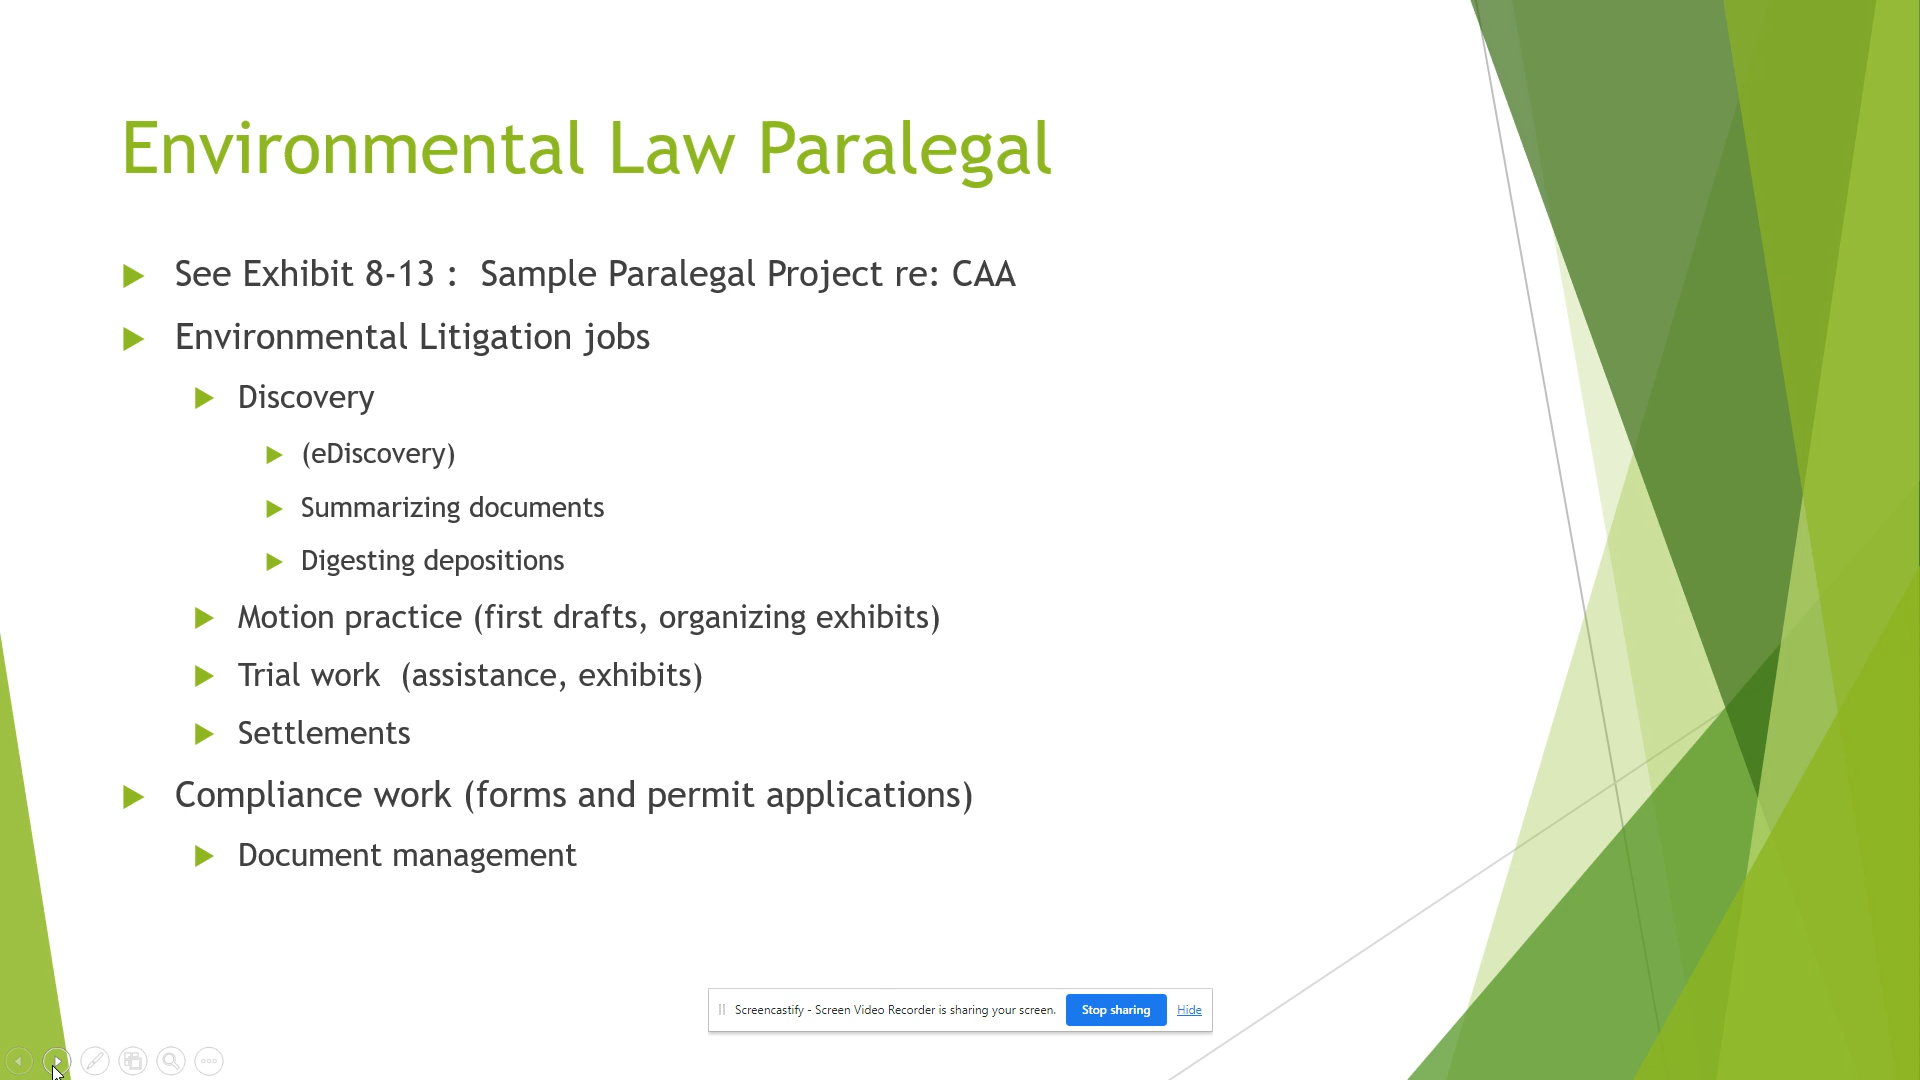 Environmental Law Paralegal
See Exhibit 8-13 :  Sample Paralegal Project re: CAA
Environmental Litigation jobs
Discovery
(eDiscovery)
Summarizing documents
Digesting depositions
Motion practice (first drafts, organizing exhibits)
Trial work  (assistance, exhibits)
Settlements
Compliance work (forms and permit applications)
Document management
Screencastify - Screen Video Recorder is sharing your screen. Stop sharing Hide